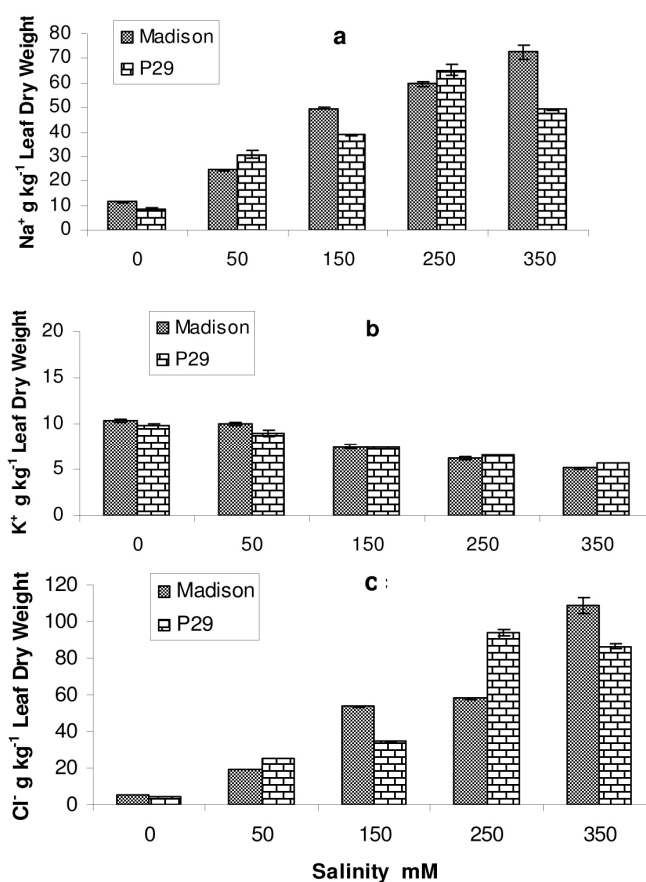 a
Madison
P29
Na⁺ g kg⁻¹ Leaf Dry Weight
80
70
60
50
40
30
20
10
0
0 50 150 250 350
b
Madison
P29
K⁺ g kg⁻¹ Leaf Dry Weight
20
15
10
5
0
0 50 150 250 350
c
Madison
P29
Cl⁻ g kg⁻¹ Leaf Dry Weight
120
100
80
60
40
20
0
0 50 150 250 350
Salinity mM